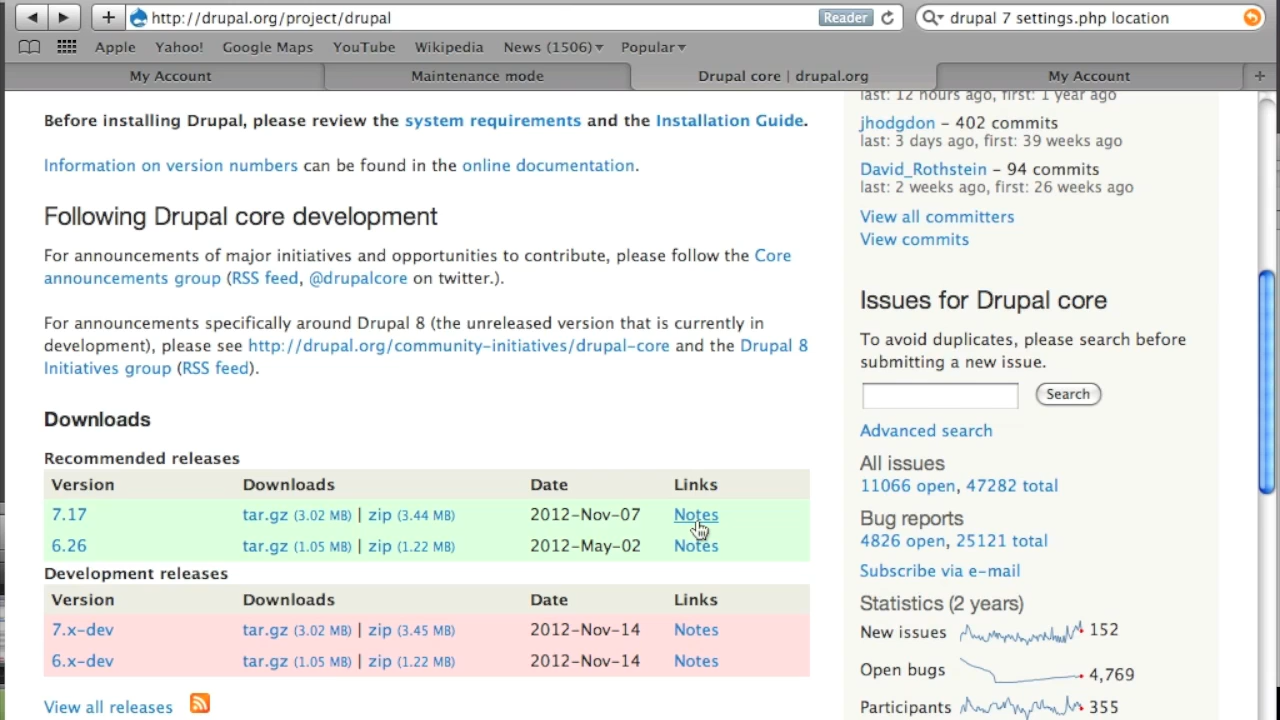 http://drupal.org/project/drupal
Reader
drupal 7 settings.php location
Apple
Yahoo!
Google Maps
YouTube
Wikipedia
News (1506)▾
Popular▾
My Account
Maintenance mode
Drupal core | drupal.org
My Account
+
Before installing Drupal, please review the system requirements and the Installation Guide.
Information on version numbers can be found in the online documentation.
Following Drupal core development
For announcements of major initiatives and opportunities to contribute, please follow the Core
announcements group (RSS feed, @drupalcore on twitter.).
For announcements specifically around Drupal 8 (the unreleased version that is currently in
development), please see http://drupal.org/community-initiatives/drupal-core and the Drupal 8
Initiatives group (RSS feed).
Downloads
Recommended releases
Version Downloads Date Links
7.17 tar.gz (3.02 MB) | zip (3.44 MB) 2012-Nov-07 Notes
6.26 tar.gz (1.05 MB) | zip (1.22 MB) 2012-May-02 Notes
Development releases
Version Downloads Date Links
7.x-dev tar.gz (3.02 MB) | zip (3.45 MB) 2012-Nov-14 Notes
6.x-dev tar.gz (1.05 MB) | zip (1.22 MB) 2012-Nov-14 Notes
View all releases
last: 12 hours ago, first: 1 year ago
jhodgdon – 402 commits
last: 3 days ago, first: 39 weeks ago
David_Rothstein – 94 commits
last: 2 weeks ago, first: 26 weeks ago
View all committers
View commits
Issues for Drupal core
To avoid duplicates, please search before
submitting a new issue.
Search
Advanced search
All issues
11066 open, 47282 total
Bug reports
4826 open, 25121 total
Subscribe via e-mail
Statistics (2 years)
New issues 152
Open bugs 4,769
Participants 355